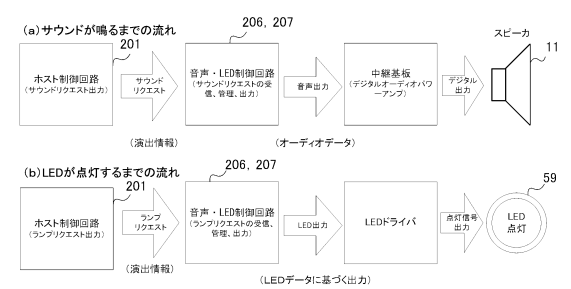 (a)サウンドが鳴るまでの流れ
201
206, 207
スピーカ
11
ホスト制御回路
(サウンドリクエスト出力)
サウンド
リクエスト
音声・LED制御回路
(サウンドリクエストの受
信、管理、出力)
音声出力
中継基板
(デジタルオーディオパワ
ーアンプ)
デジタル
出力
(演出情報)
(オーディオデータ)
(b)LEDが点灯するまでの流れ
201
206, 207
59
ホスト制御回路
(ランプリクエスト出力)
ランプ
リクエスト
音声・LED制御回路
(ランプリクエストの受信、
管理、出力)
LED出力
LEDドライバ
点灯信号
出力
LED
点灯
(演出情報)
(LEDデータに基づく出力)